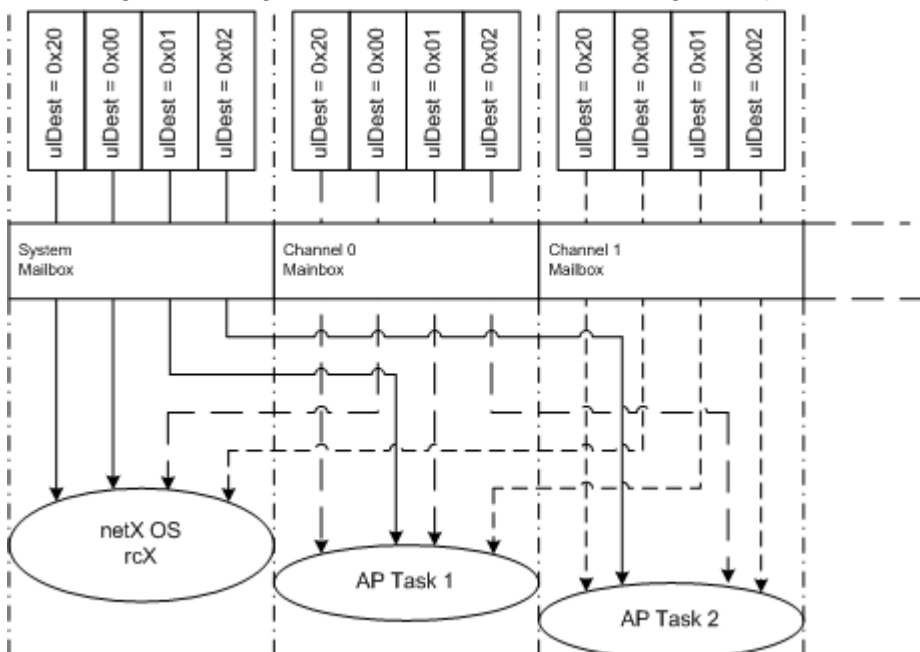 ulDest = 0x20
ulDest = 0x00
ulDest = 0x01
ulDest = 0x02
ulDest = 0x20
ulDest = 0x00
ulDest = 0x01
ulDest = 0x02
ulDest = 0x20
ulDest = 0x00
ulDest = 0x01
ulDest = 0x02
System
Mailbox
Channel 0
Mainbox
Channel 1
Mailbox
netX OS
rcX
AP Task 1
AP Task 2